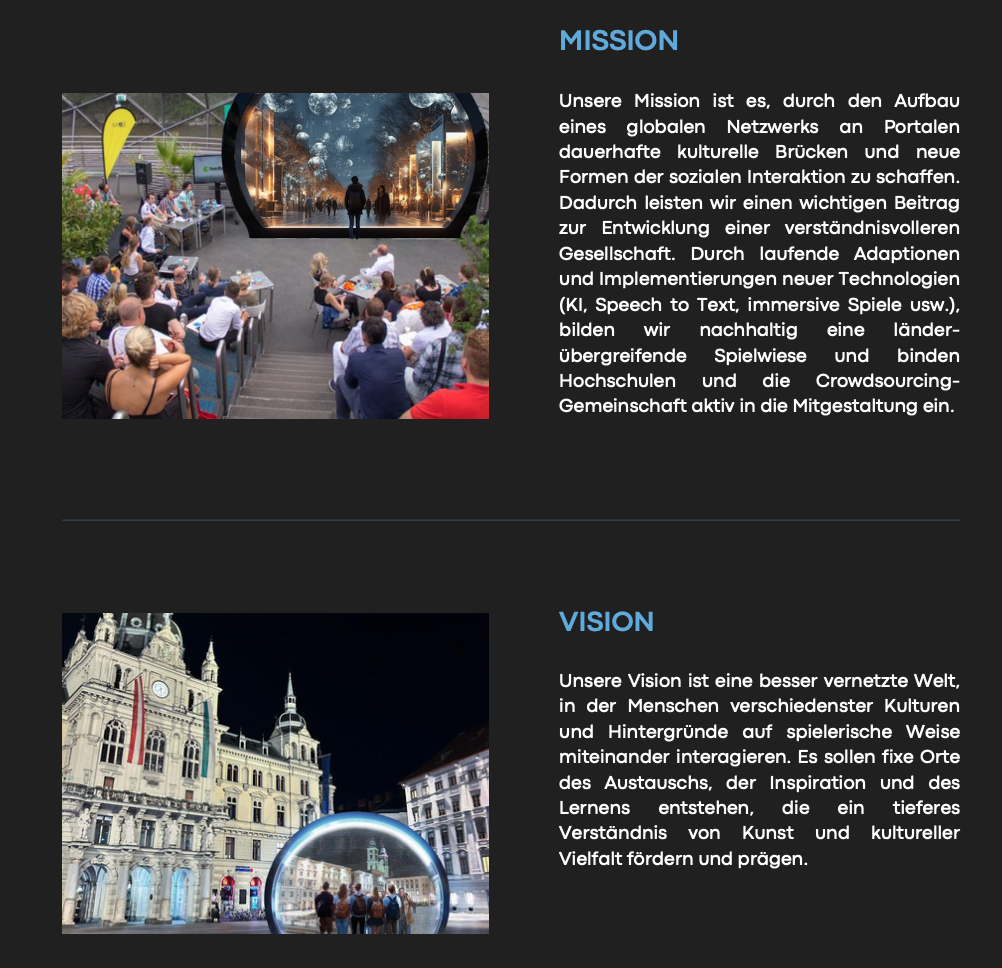 MISSION
Unsere Mission ist es, durch den Aufbau
eines globalen Netzwerks an Portalen
dauerhafte kulturelle Brücken und neue
Formen der sozialen Interaktion zu schaffen.
Dadurch leisten wir einen wichtigen Beitrag
zur Entwicklung einer verständnisvolleren
Gesellschaft. Durch laufende Adaptionen
und Implementierungen neuer Technologien
(KI, Speech to Text, immersive Spiele usw.),
bilden wir nachhaltig eine länder-
übergreifende Spielwiese und binden
Hochschulen und die Crowdsourcing-
Gemeinschaft aktiv in die Mitgestaltung ein.
VISION
Unsere Vision ist eine besser vernetzte Welt,
in der Menschen verschiedenster Kulturen
und Hintergründe auf spielerische Weise
miteinander interagieren. Es sollen fixe Orte
des Austauschs, der Inspiration und des
Lernens entstehen, die ein tieferes
Verständnis von Kunst und kultureller
Vielfalt fördern und prägen.